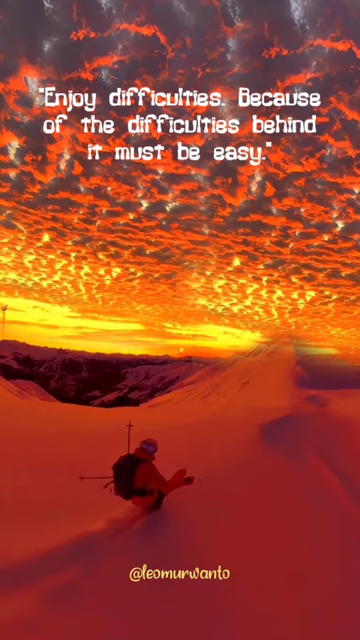 "Enjoy difficulties. Because
of the difficulties behind
it must be easy."
@leomurwanto